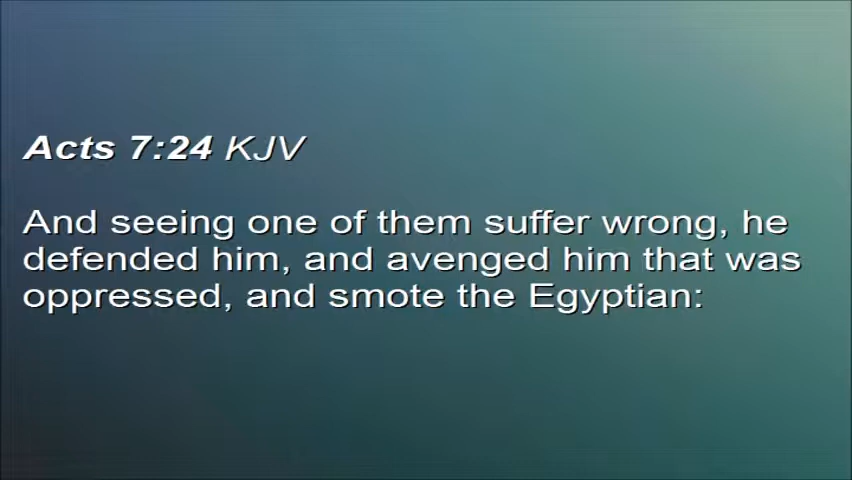 Acts 7:24 KJV
And seeing one of them suffer wrong, he
defended him, and avenged him that was
oppressed, and smote the Egyptian: